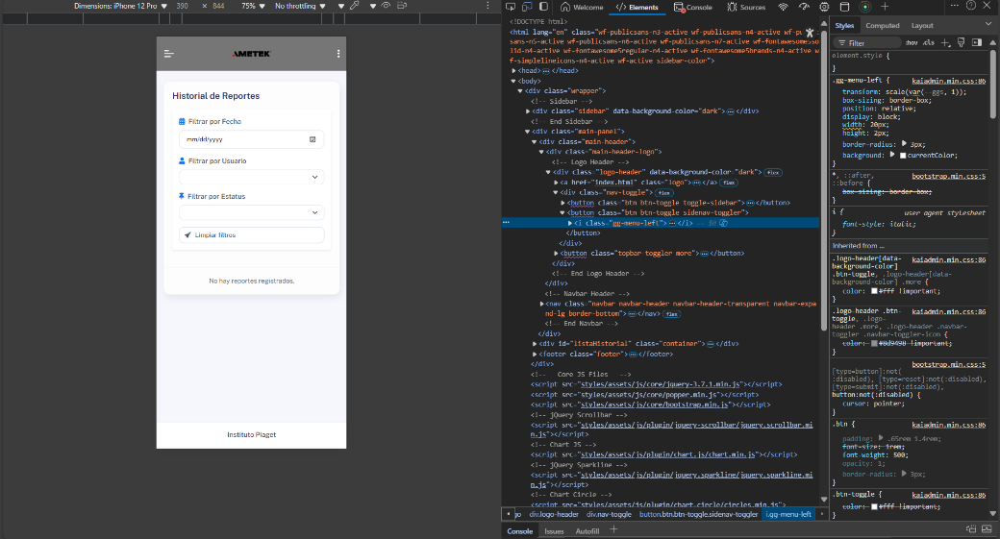 Dimensions: iPhone 12 Pro ▼ 390 × 844 75% ▼ No throttling ▼
AMETEK
Historial de Reportes
Filtrar por Fecha
mm/dd/yyyy
Filtrar por Usuario
Filtrar por Estatus
Limpiar filtros
No hay reportes registrados.
Instituto Piaget
Welcome </> Elements Console Sources
<!DOCTYPE html>
<html lang="en" class="wf-publicsans-n3-active wf-publicsans-n4-active wf-pu
sans-n5-active wf-publicsans-n6-active wf-publicsans-n7-active wf-fontawesome5so
lid-n4-active wf-fontawesome5regular-n4-active wf-fontawesome5brands-n4-active w
f-simplelineicons-n4-active wf-active sidebar-color">
<head> ⋯ </head>
<body>
<div class="wrapper">
<!-- Sidebar -->
<div class="sidebar" data-background-color="dark"> ⋯ </div>
<!-- End Sidebar -->
<div class="main-panel">
<div class="main-header">
<div class="main-header-logo">
<!-- Logo Header -->
<div class="logo-header" data-background-color="dark"> flex
<a href="index.html" class="logo"> ⋯ </a> flex
<div class="nav-toggle"> flex
<button class="btn btn-toggle toggle-sidebar"> ⋯ </button>
<button class="btn btn-toggle sidenav-toggler">
<i class="gg-menu-left"> ⋯ </i> == $0
</button>
</div>
<button class="topbar-toggler more"> ⋯ </button>
</div>
<!-- End Logo Header -->
</div>
<!-- Navbar Header -->
<nav class="navbar navbar-header navbar-header-transparent navbar-expa
nd-lg border-bottom"> ⋯ </nav> flex
<!-- End Navbar -->
</div>
<div id="listaHistorial" class="container"> ⋯ </div>
<footer class="footer"> ⋯ </footer>
</div>
<!-- Core JS Files -->
<script src="styles/assets/js/core/jquery-3.7.1.min.js"></script>
<script src="styles/assets/js/core/popper.min.js"></script>
<script src="styles/assets/js/core/bootstrap.min.js"></script>
<!-- jQuery Scrollbar -->
<script src="styles/assets/js/plugin/jquery-scrollbar/jquery.scrollbar.mi
n.js"></script>
<!-- Chart JS -->
<script src="styles/assets/js/plugin/chart.js/chart.min.js"></script>
<!-- jQuery Sparkline -->
<script src="styles/assets/js/plugin/jquery.sparkline/jquery.sparkline.mi
n.js"></script>
<!-- Chart Circle -->
<script src="styles/assets/js/plugin/chart-circle/circles.min.js">
go div.logo-header div.nav-toggle button.btn.btn-toggle.sidenav-toggler i.gg-menu-left
Console Issues Autofill +
Styles Computed Layout
Filter :hov .cls +
element.style {
}
.gg-menu-left { kaiadmin.min.css:86
transform: scale(var(--ggs, 1));
box-sizing: border-box;
position: relative;
display: block;
width: 20px;
height: 2px;
border-radius: 3px;
background: currentColor;
}
*, ::after, bootstrap.min.css:5
::before {
box-sizing: border-box;
}
i { user agent stylesheet
font-style: italic;
}
Inherited from ...
.logo-header[data- kaiadmin.min.css:86
background-color]
.btn-toggle, .logo-header[data-
background-color] .more {
color: #fff !important;
}
.logo-header .btn- kaiadmin.min.css:86
toggle, .logo-
header .more, .logo-header .navbar-
toggler .navbar-toggler-icon {
color: #8d9498 !important;
}
bootstrap.min.css:5
[type=button]:not(
:disabled), [type=reset]:not(:disabled),
[type=submit]:not(:disabled),
button:not(:disabled) {
cursor: pointer;
}
.btn { kaiadmin.min.css:86
padding: .65rem 1.4rem;
font-size: 1rem;
font-weight: 500;
opacity: 1;
border-radius: 3px;
}
.btn-toggle { kaiadmin.min.css:86
color: #fff !important;
}